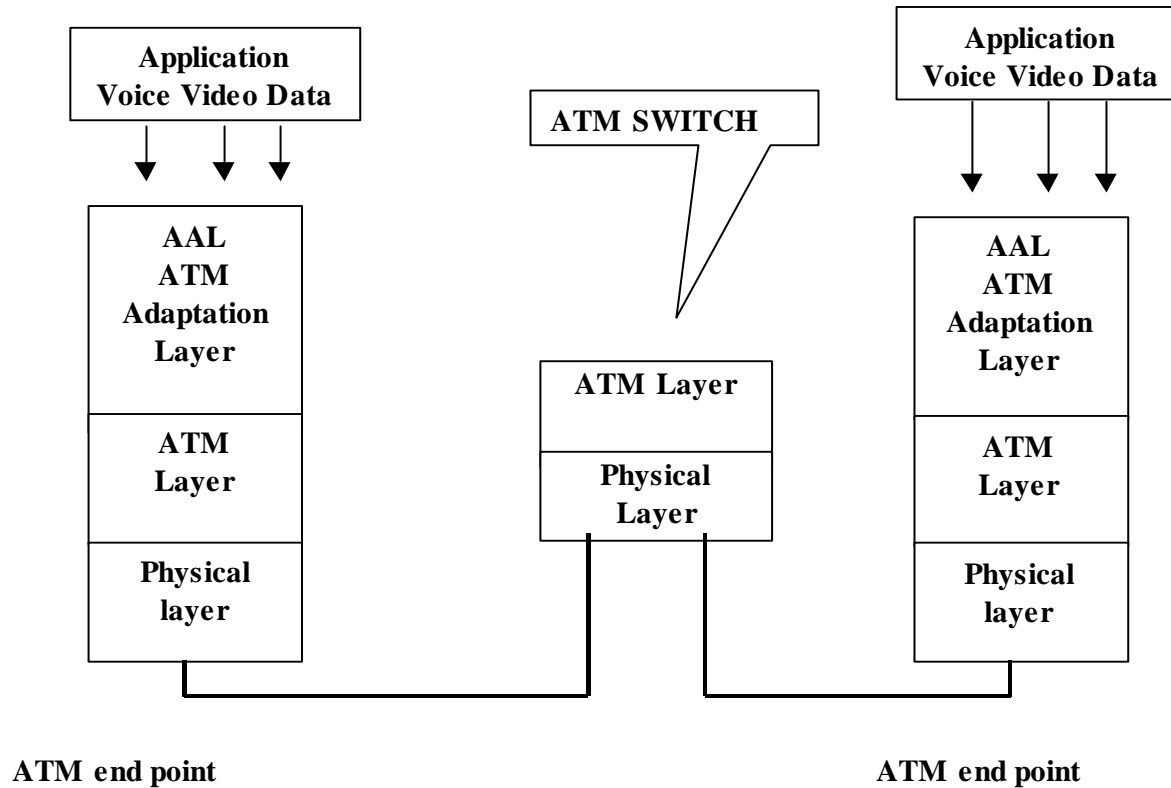 Application
Voice Video Data
AAL
ATM
Adaptation
Layer
ATM
Layer
Physical
layer
ATM end point
ATM SWITCH
ATM Layer
Physical
Layer
Application
Voice Video Data
AAL
ATM
Adaptation
Layer
ATM
Layer
Physical
layer
ATM end point